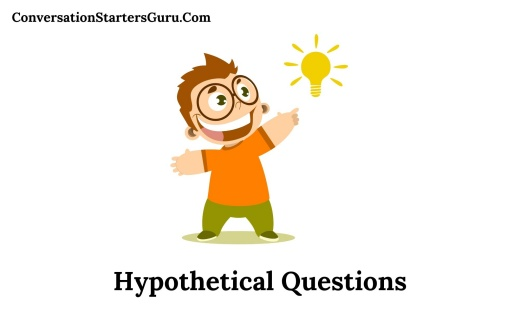 ConversationStartersGuru.Com
Hypothetical Questions